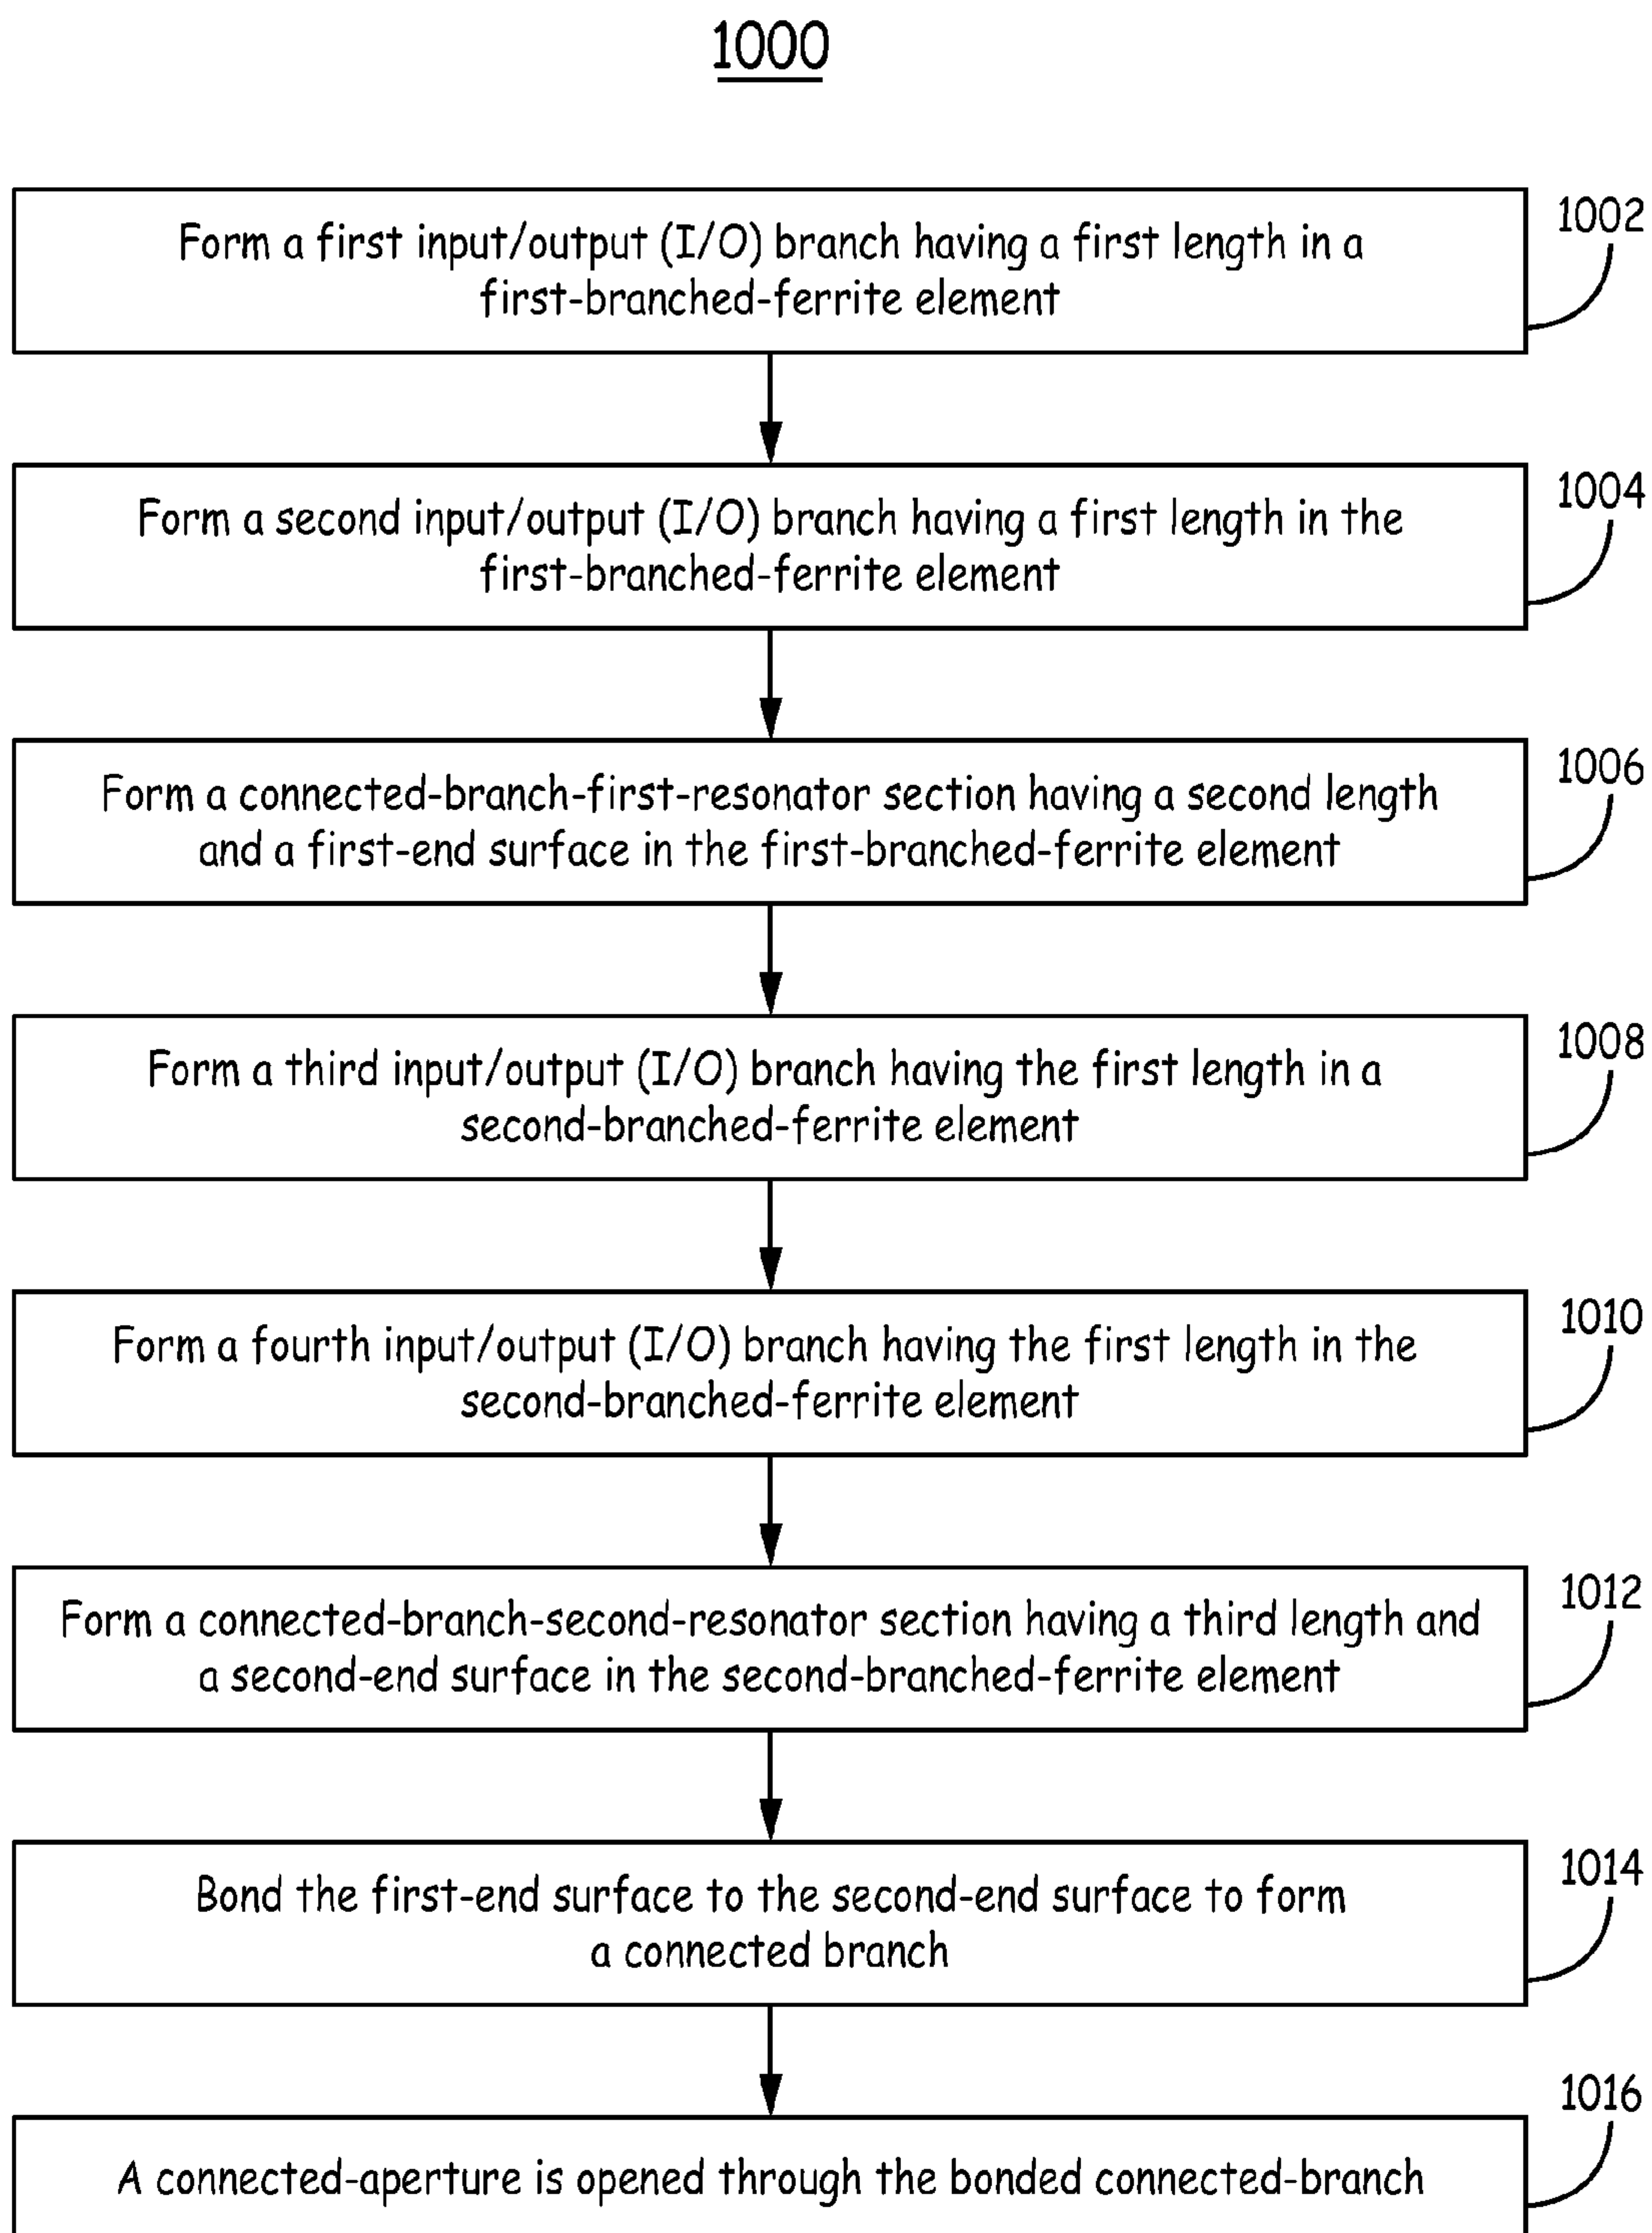 1000
1002
Form a first input/output (I/O) branch having a first length in a
first-branched-ferrite element
1004
Form a second input/output (I/O) branch having a first length in the
first-branched-ferrite element
1006
Form a connected-branch-first-resonator section having a second length
and a first-end surface in the first-branched-ferrite element
1008
Form a third input/output (I/O) branch having the first length in a
second-branched-ferrite element
1010
Form a fourth input/output (I/O) branch having the first length in the
second-branched-ferrite element
1012
Form a connected-branch-second-resonator section having a third length and
a second-end surface in the second-branched-ferrite element
1014
Bond the first-end surface to the second-end surface to form
a connected branch
1016
A connected-aperture is opened through the bonded connected-branch